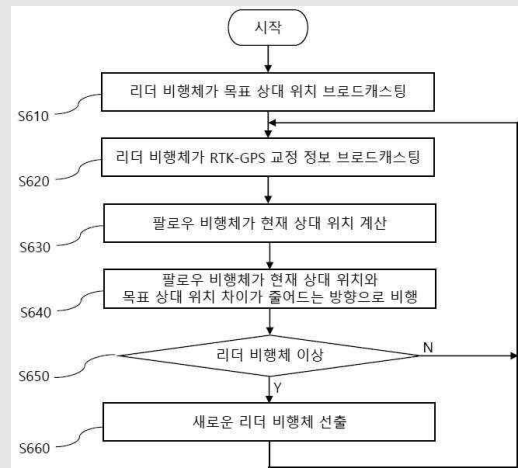 시작
리더 비행체가 목표 상대 위치 브로드캐스팅
S610
리더 비행체가 RTK-GPS 교정 정보 브로드캐스팅
S620
팔로우 비행체가 현재 상대 위치 계산
S630
팔로우 비행체가 현재 상대 위치와
목표 상대 위치 차이가 줄어드는 방향으로 비행
S640
리더 비행체 이상
N
S650
Y
새로운 리더 비행체 선출
S660